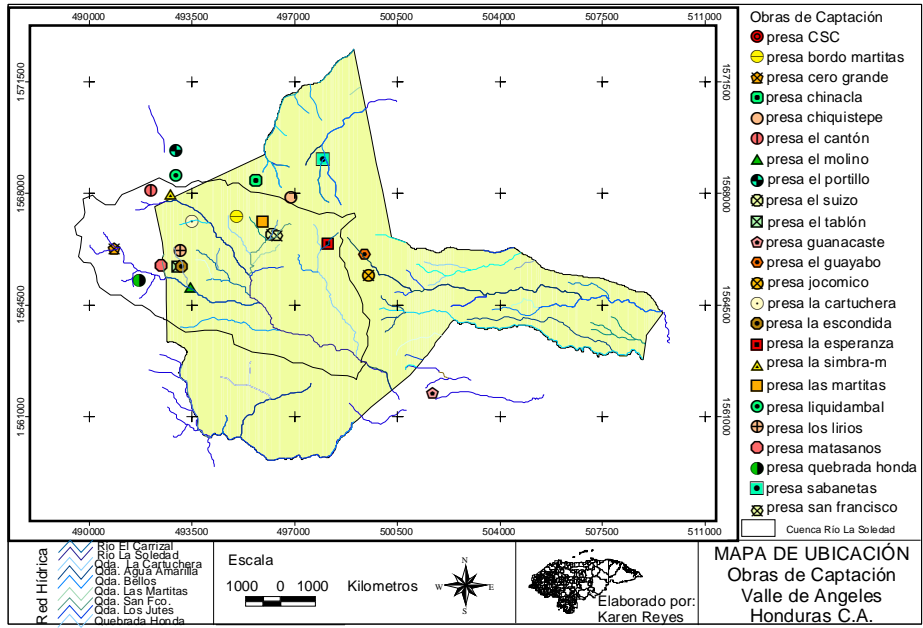 490000 493500 497000 500500 504000 507500 511000
1571500 1571500
1568000 1568000
1564500 1564500
1561000 1561000
490000 493500 497000 500500 504000 507500 511000
Obras de Captación
presa CSC
presa bordo martitas
presa cero grande
presa chinacla
presa chiquistepe
presa el cantón
presa el molino
presa el portillo
presa el suizo
presa el tablón
presa guanacaste
presa el guayabo
presa jocomico
presa la cartuchera
presa la escondida
presa la esperanza
presa la simbra-m
presa las martitas
presa liquidambal
presa los lirios
presa matasanos
presa quebrada honda
presa sabanetas
presa san francisco
Cuenca Río La Soledad
Red Hídrica
Río El Carrizal
Río La Soledad
Qda. La Cartuchera
Qda. Agua Amarilla
Qda. Bellos
Qda. Las Martitas
Qda. San Fco.
Qda. Los Jutes
Quebrada Honda
Escala
1000 0 1000 Kilometros
N
W E
S
Elaborado por:
Karen Reyes
MAPA DE UBICACIÓN
Obras de Captación
Valle de Angeles
Honduras C.A.